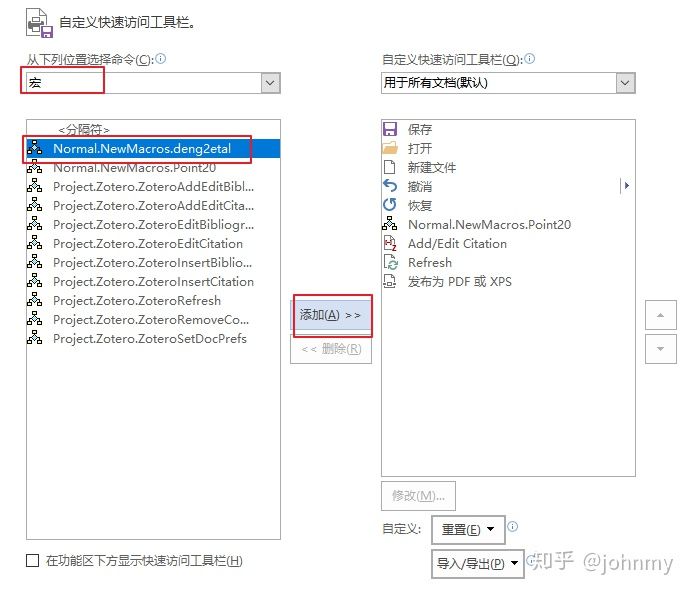 自定义快速访问工具栏。
从下列位置选择命令(C):
宏
<分隔符>
Normal.NewMacros.deng2etal
Normal.NewMacros.Point20
Project.Zotero.ZoteroAddEditBibl...
Project.Zotero.ZoteroAddEditCita...
Project.Zotero.ZoteroEditBibliogr...
Project.Zotero.ZoteroEditCitation
Project.Zotero.ZoteroInsertBiblio...
Project.Zotero.ZoteroInsertCitation
Project.Zotero.ZoteroRefresh
Project.Zotero.ZoteroRemoveCo...
Project.Zotero.ZoteroSetDocPrefs
在功能区下方显示快速访问工具栏(H)
添加(A) >>
<< 删除(R)
自定义快速访问工具栏(Q):
用于所有文档(默认)
保存
打开
新建文件
撤消
恢复
Normal.NewMacros.Point20
Add/Edit Citation
Refresh
发布为 PDF 或 XPS
修改(M)...
自定义: 重置(E)
导入/导出(P)
知乎 @johnmy